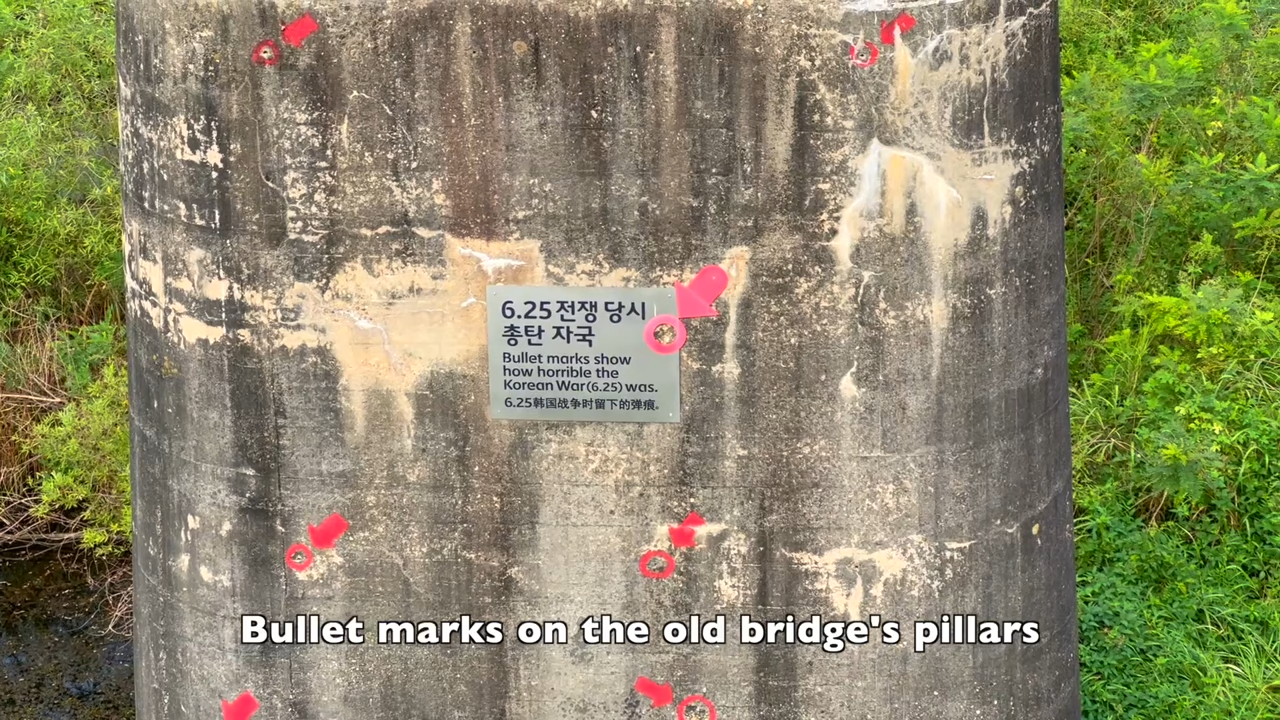 6.25 전쟁 당시
총탄 자국
Bullet marks show
how horrible the
Korean War(6.25) was.
6.25韩国战争时留下的弹痕。
Bullet marks on the old bridge's pillars